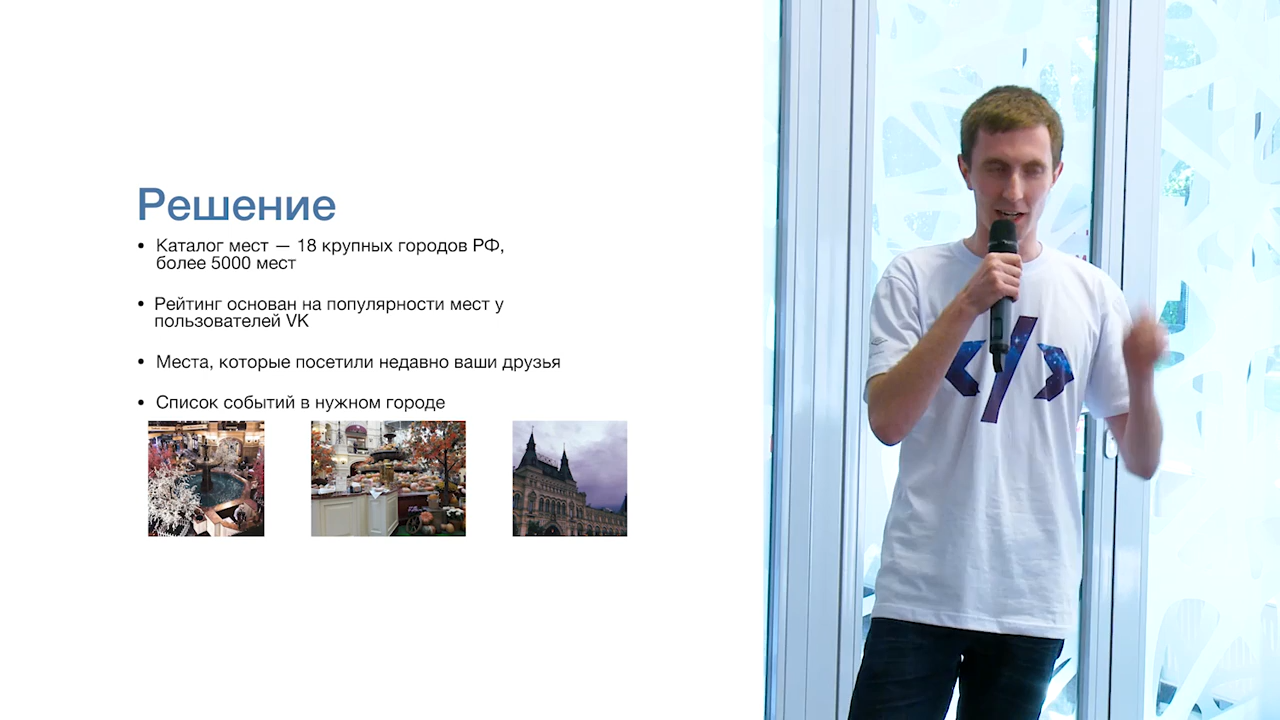 Решение
• Каталог мест — 18 крупных городов РФ,
более 5000 мест
• Рейтинг основан на популярности мест у
пользователей VK
• Места, которые посетили недавно ваши друзья
• Список событий в нужном городе
<//>